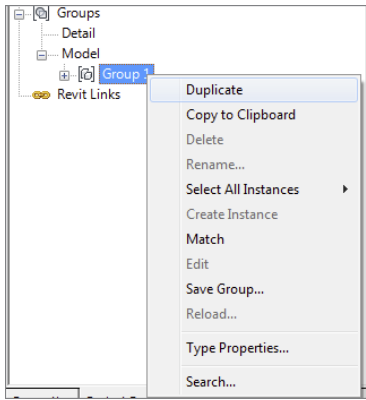 Groups
Detail
Model
Group 1
Revit Links
Duplicate
Copy to Clipboard
Delete
Rename...
Select All Instances
Create Instance
Match
Edit
Save Group...
Reload...
Type Properties...
Search...